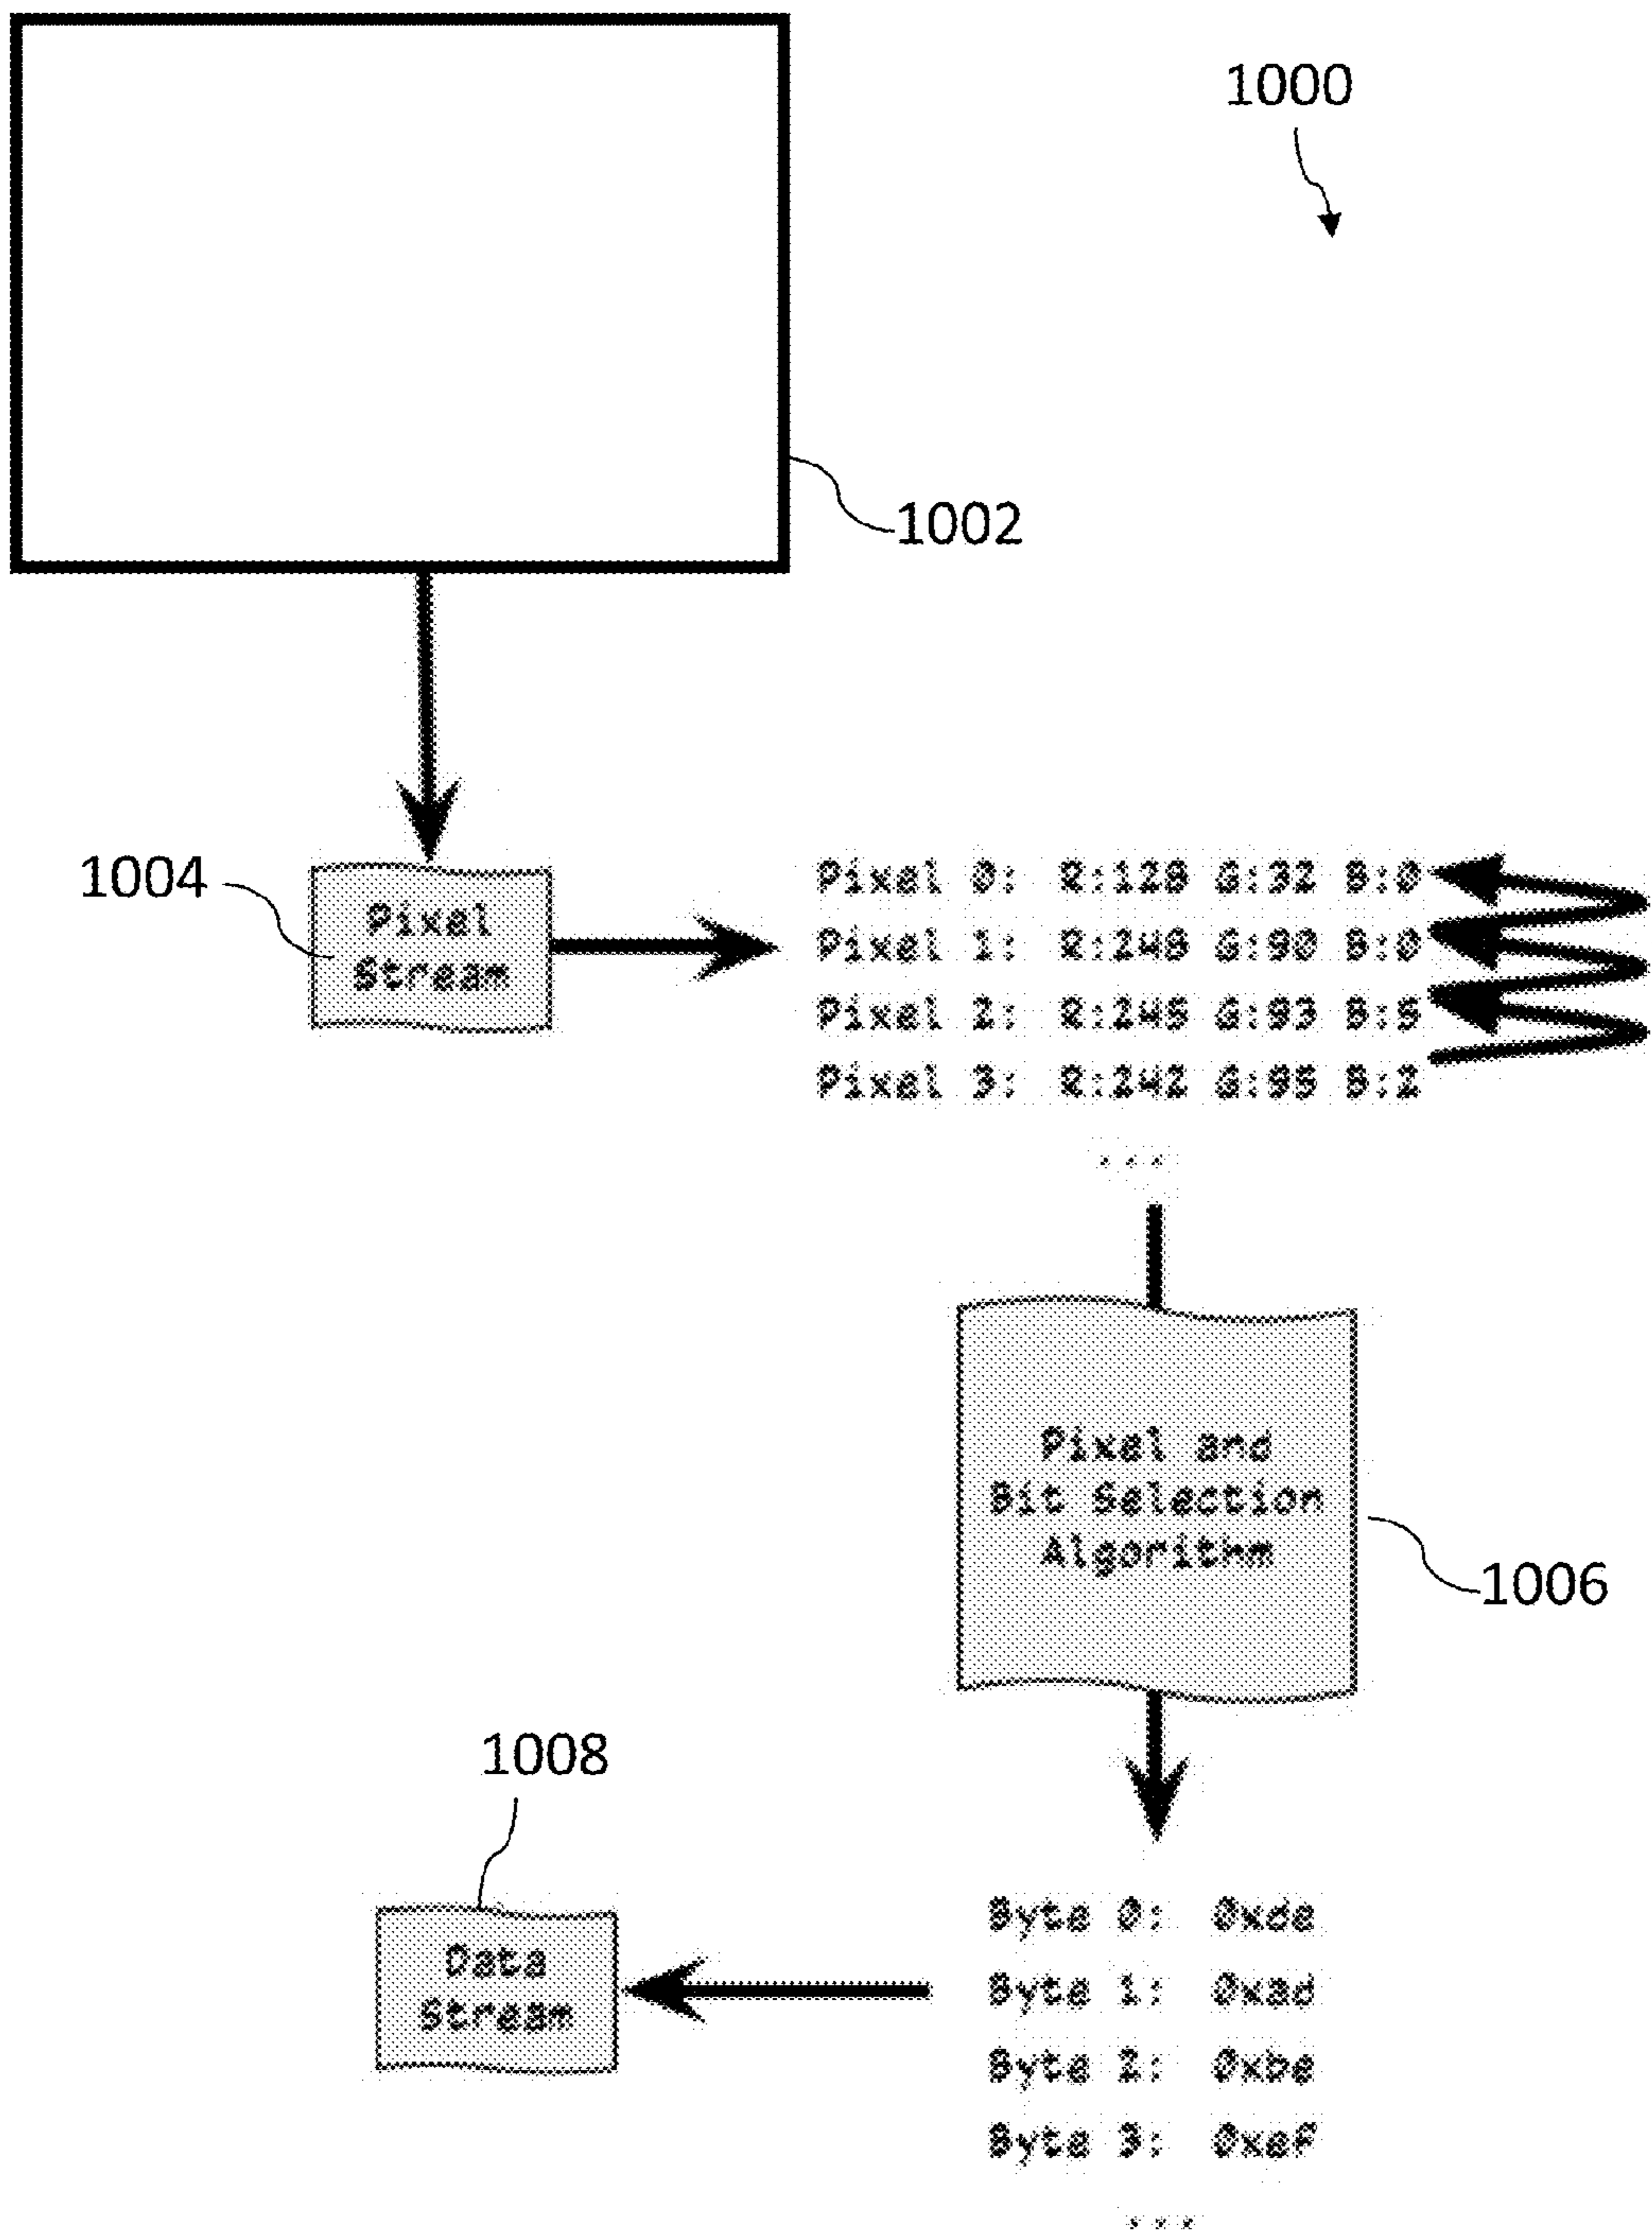 1000
1002
1004
Pixel
Stream
Pixel 0: R:128 G:32 B:0
Pixel 1: R:248 G:90 B:0
Pixel 2: R:245 G:93 B:5
Pixel 3: R:242 G:95 B:2
...
Pixel and
Bit Selection
Algorithm
1006
1008
Data
Stream
Byte 0: 0xde
Byte 1: 0xad
Byte 2: 0xbe
Byte 3: 0xef
...